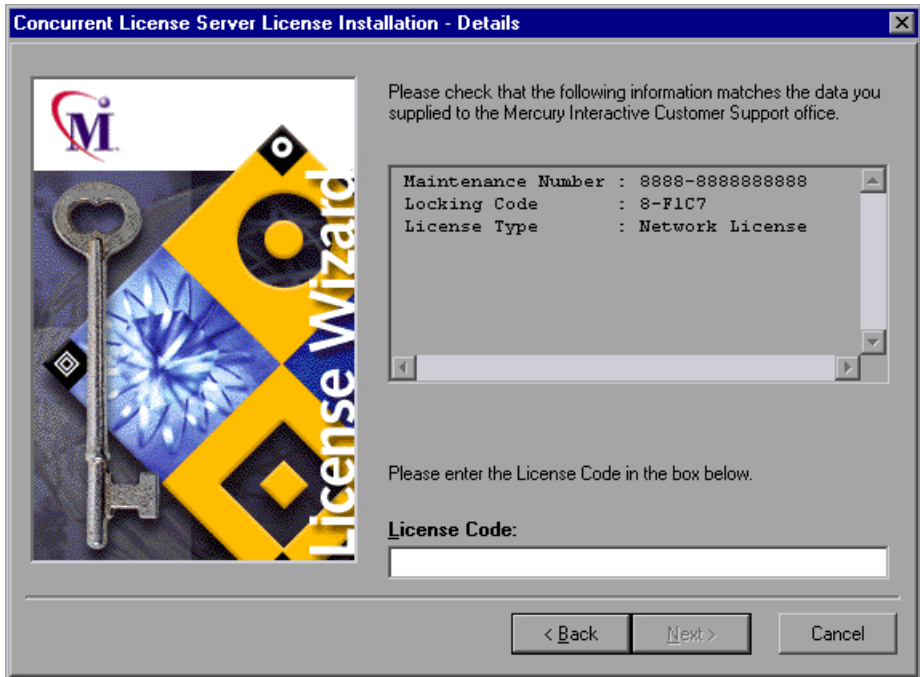 Concurrent License Server License Installation - Details
M
License Wizard
Please check that the following information matches the data you
supplied to the Mercury Interactive Customer Support office.
Maintenance Number : 8888-8888888888
Locking Code : 8-F1C7
License Type : Network License
Please enter the License Code in the box below.
License Code:
< Back
Next >
Cancel